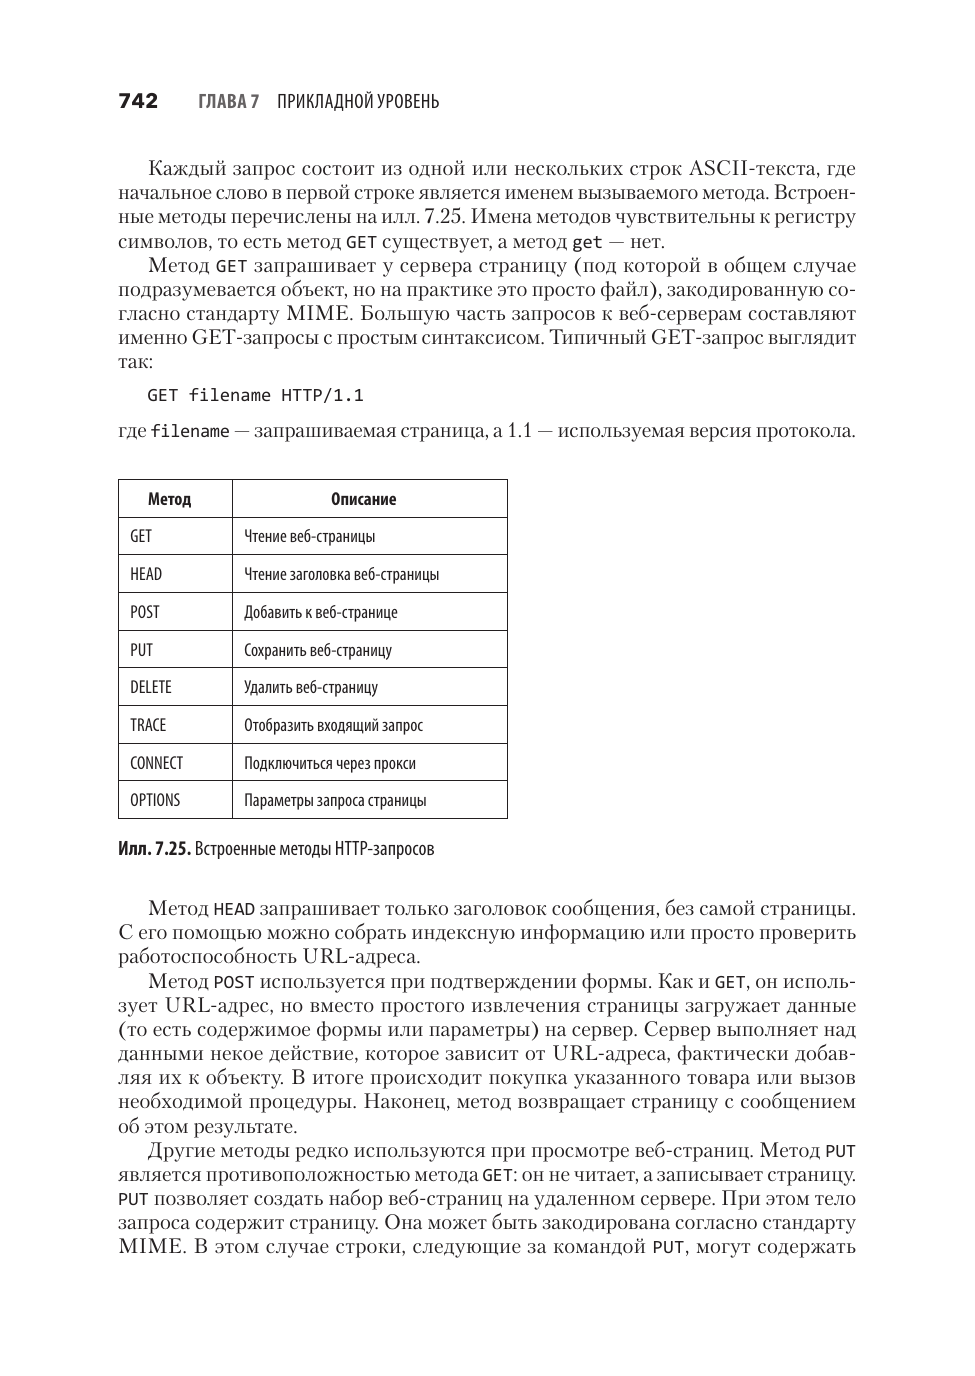 742 ГЛАВА 7 ПРИКЛАДНОЙ УРОВЕНЬ
Каждый запрос состоит из одной или нескольких строк ASCII-текста, где
начальное слово в первой строке является именем вызываемого метода. Встроен-
ные методы перечислены на илл. 7.25. Имена методов чувствительны к регистру
символов, то есть метод GET существует, а метод get — нет.
Метод GET запрашивает у сервера страницу (под которой в общем случае
подразумевается объект, но на практике это просто файл), закодированную со-
гласно стандарту MIME. Большую часть запросов к веб-серверам составляют
именно GET-запросы с простым синтаксисом. Типичный GET-запрос выглядит
так:
GET filename HTTP/1.1
где filename — запрашиваемая страница, а 1.1 — используемая версия протокола.
Метод Описание
GET Чтение веб-страницы
HEAD Чтение заголовка веб-страницы
POST Добавить к веб-странице
PUT Сохранить веб-страницу
DELETE Удалить веб-страницу
TRACE Отобразить входящий запрос
CONNECT Подключиться через прокси
OPTIONS Параметры запроса страницы
Илл. 7.25. Встроенные методы HTTP-запросов
Метод HEAD запрашивает только заголовок сообщения, без самой страницы.
С его помощью можно собрать индексную информацию или просто проверить
работоспособность URL-адреса.
Метод POST используется при подтверждении формы. Как и GET, он исполь-
зует URL-адрес, но вместо простого извлечения страницы загружает данные
(то есть содержимое формы или параметры) на сервер. Сервер выполняет над
данными некое действие, которое зависит от URL-адреса, фактически добав-
ляя их к объекту. В итоге происходит покупка указанного товара или вызов
необходимой процедуры. Наконец, метод возвращает страницу с сообщением
об этом результате.
Другие методы редко используются при просмотре веб-страниц. Метод PUT
является противоположностью метода GET: он не читает, а записывает страницу.
PUT позволяет создать набор веб-страниц на удаленном сервере. При этом тело
запроса содержит страницу. Она может быть закодирована согласно стандарту
MIME. В этом случае строки, следующие за командой PUT, могут содержать